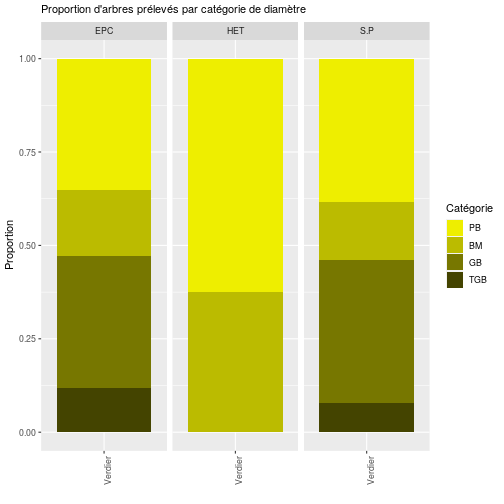 Proportion d'arbres prélevés par catégorie de diamètre
EPC
HET
S.P
1.00
0.75
0.50
0.25
0.00
Proportion
Verdier
Verdier
Verdier
Catégorie
PB
BM
GB
TGB